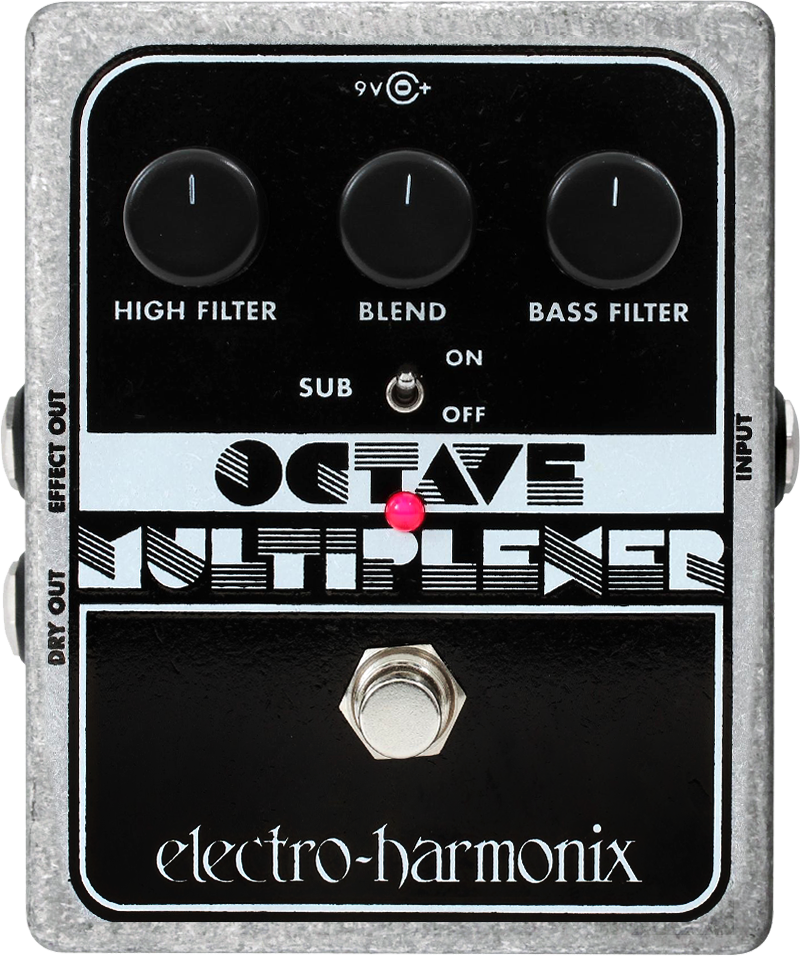 9V +
HIGH FILTER
BLEND
BASS FILTER
ON
SUB
OFF
OCTAVE
MULTIPLEXER
EFFECT OUT
DRY OUT
INPUT
electro-harmonix